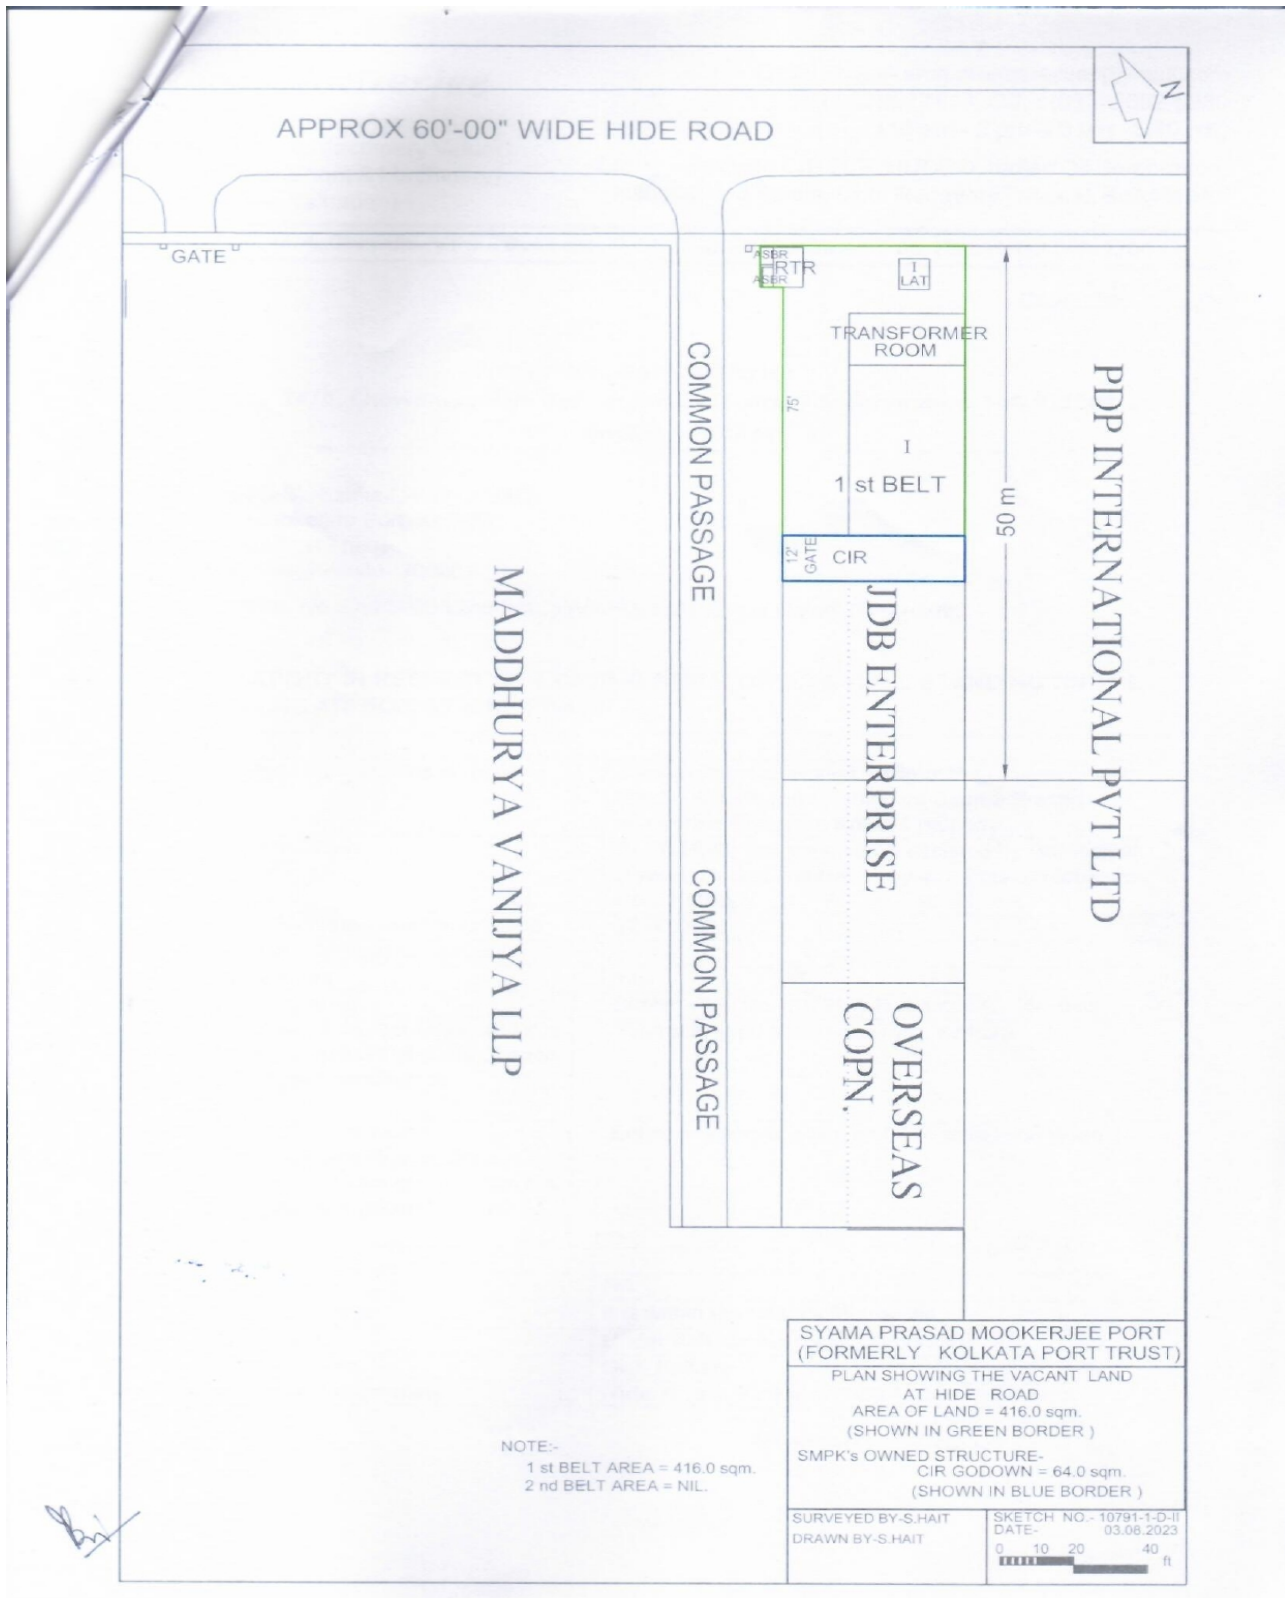 N
APPROX 60'-00" WIDE HIDE ROAD
GATE
ASBR
RTR
ASBR
I
LAT
TRANSFORMER
ROOM
75'
I
1 st BELT
50 m
12'
GATE
CIR
COMMON PASSAGE
COMMON PASSAGE
MADDHURYA VANIJYA LLP
JDB ENTERPRISE
OVERSEAS
COPN.
PDP INTERNATIONAL PVT LTD
SYAMA PRASAD MOOKERJEE PORT
(FORMERLY KOLKATA PORT TRUST)
PLAN SHOWING THE VACANT LAND
AT HIDE ROAD
AREA OF LAND = 416.0 sqm.
(SHOWN IN GREEN BORDER )
SMPK's OWNED STRUCTURE-
CIR GODOWN = 64.0 sqm.
(SHOWN IN BLUE BORDER )
NOTE:-
1 st BELT AREA = 416.0 sqm.
2 nd BELT AREA = NIL.
SURVEYED BY-S.HAIT
DRAWN BY-S.HAIT
SKETCH NO.- 10791-1-D-II
DATE- 03.08.2023
0 10 20 40
ft